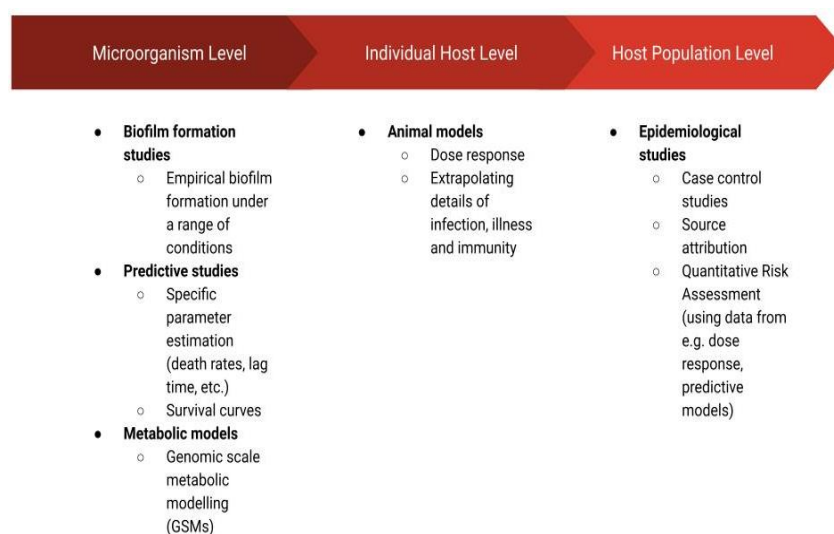 Microorganism Level
Individual Host Level
Host Population Level
● Biofilm formation
studies
○ Empirical biofilm
formation under
a range of
conditions
● Predictive studies
○ Specific
parameter
estimation
(death rates, lag
time, etc.)
○ Survival curves
● Metabolic models
○ Genomic scale
metabolic
modelling
(GSMs)
● Animal models
○ Dose response
○ Extrapolating
details of
infection, illness
and immunity
● Epidemiological
studies
○ Case control
studies
○ Source
attribution
○ Quantitative Risk
Assessment
(using data from
e.g. dose
response,
predictive
models)